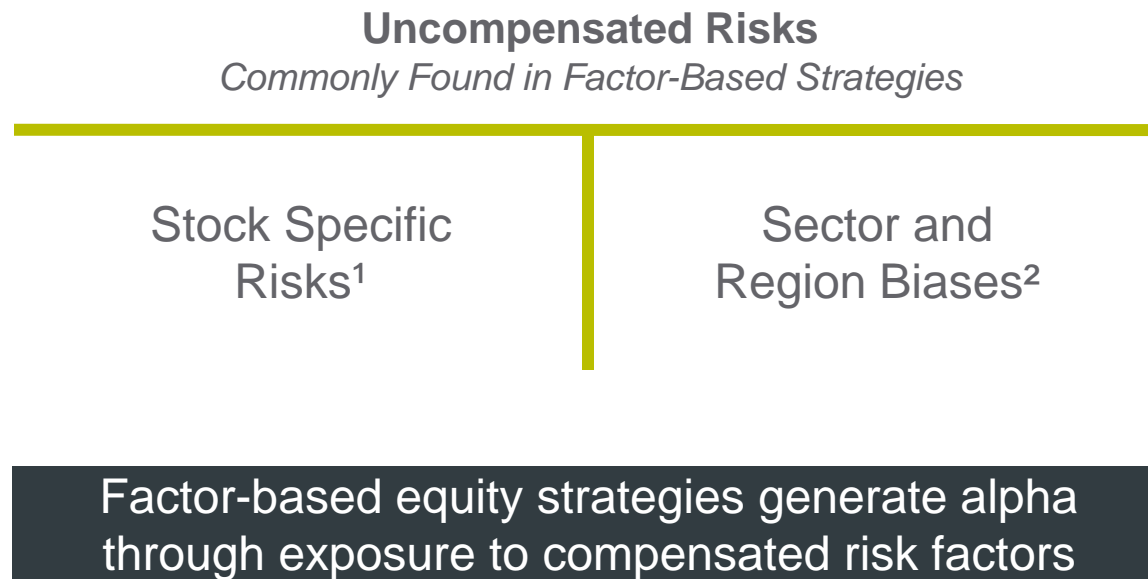 Uncompensated Risks
Commonly Found in Factor-Based Strategies
Stock Specific
Risks¹
Sector and
Region Biases²
Factor-based equity strategies generate alpha
through exposure to compensated risk factors